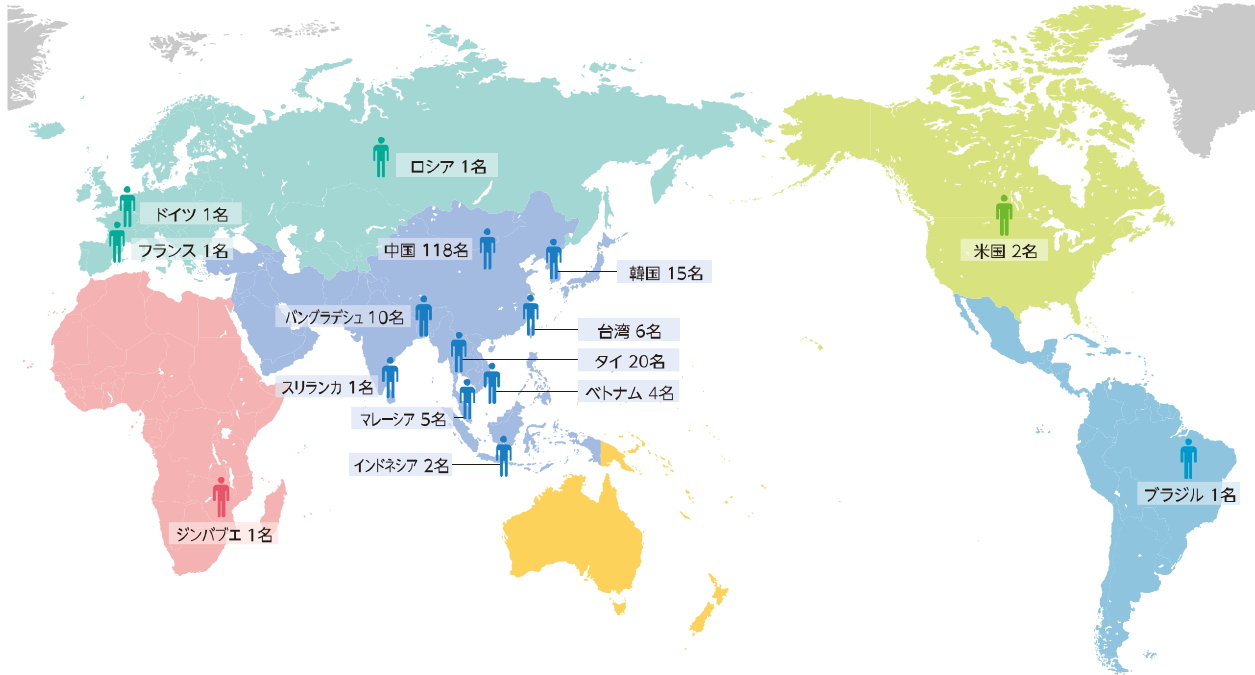 ロシア 1名
ドイツ 1名
フランス 1名
中国 118名
韓国 15名
米国 2名
バングラデシュ 10名
台湾 6名
タイ 20名
スリランカ 1名
ベトナム 4名
マレーシア 5名
インドネシア 2名
ブラジル 1名
ジンバブエ 1名